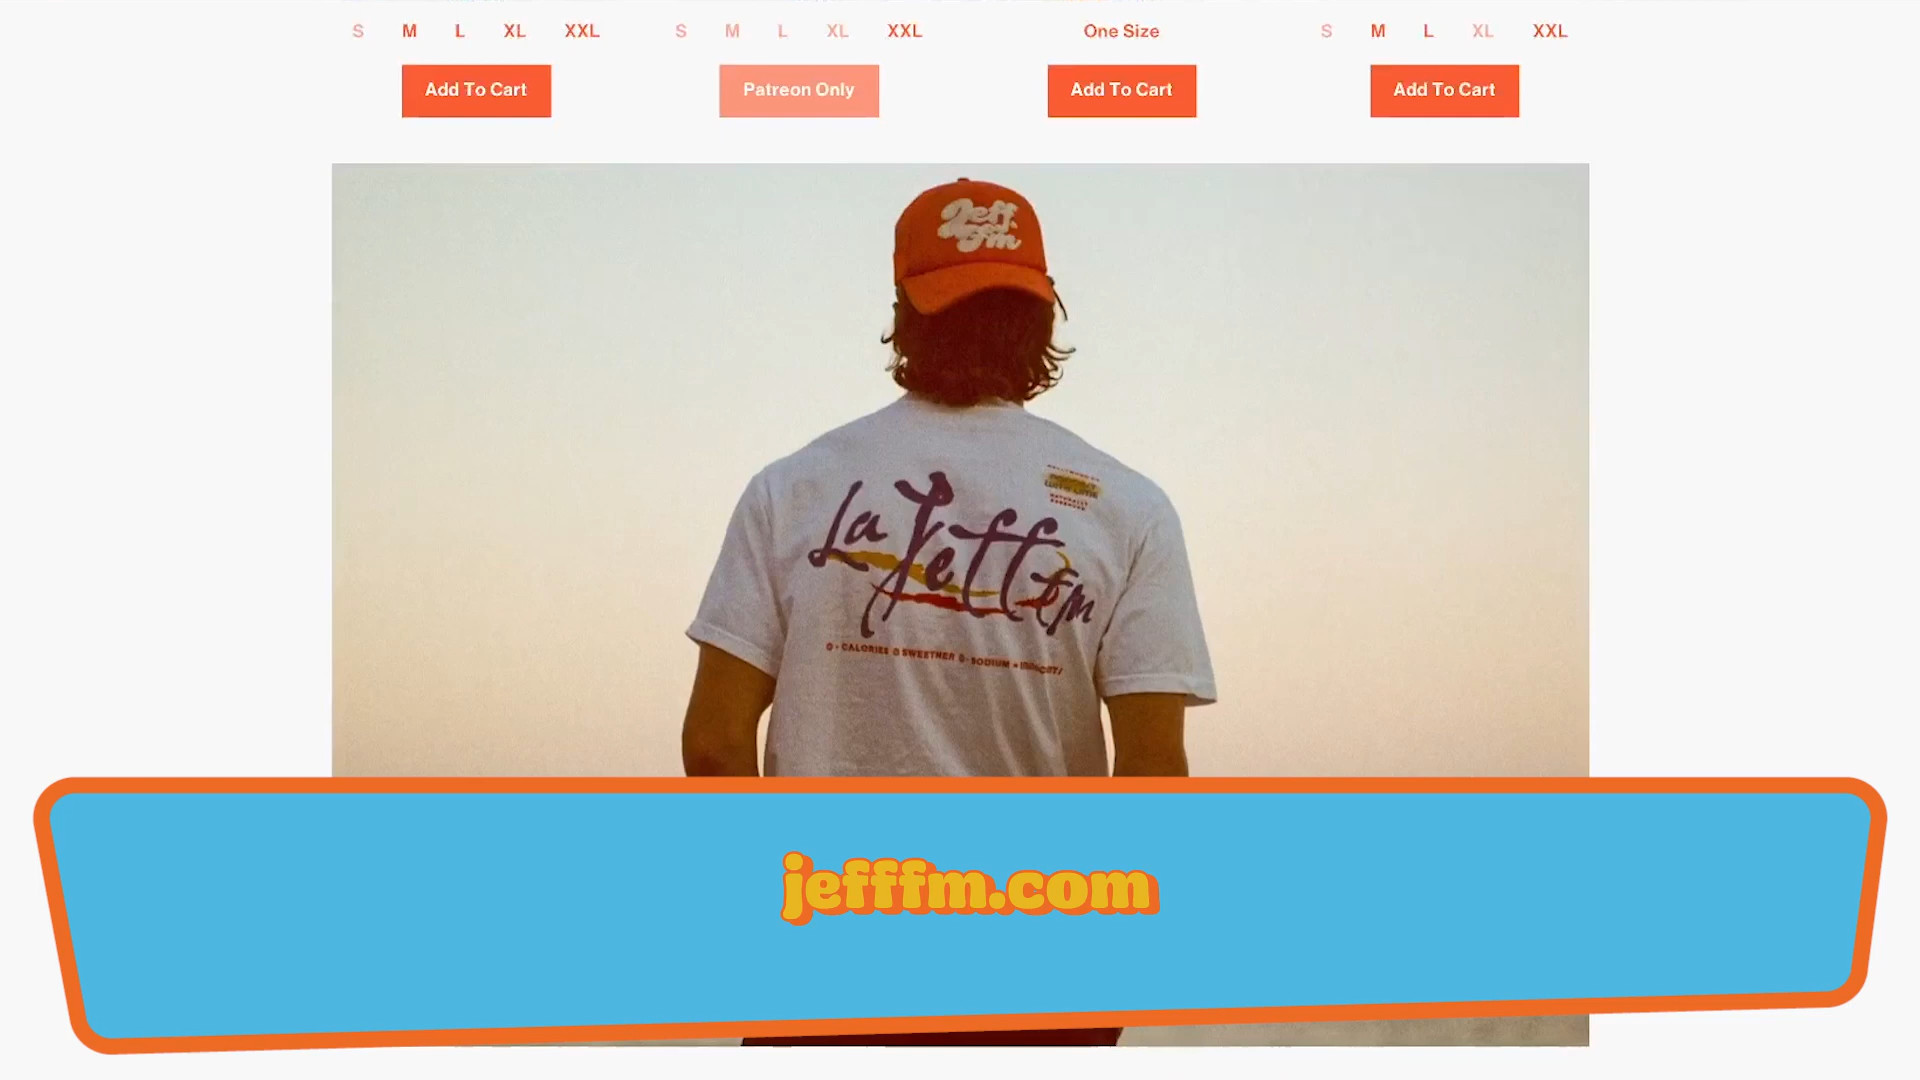 S M L XL XXL
S M L XL XXL
One Size
S M L XL XXL
Add To Cart
Patreon Only
Add To Cart
Add To Cart
Jeff
fm
La Jeff fm
0 - CALORIES 0 SWEETNER 0 - SODIUM =
jefffm.com